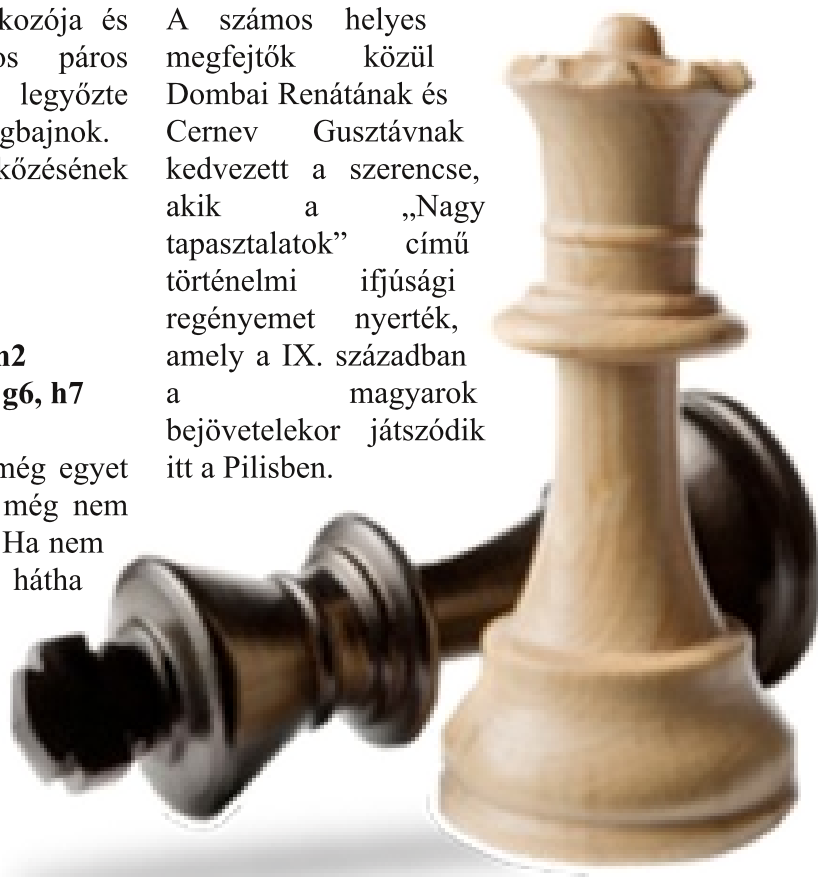 kozója és
os páros
legyőzte
gbajnok.
kőzésének
n2
g6, h7
még egyet
még nem
Ha nem
hátha
A számos helyes
megfejtők közül
Dombai Renátának és
Cernev Gusztávnak
kedvezett a szerencse,
akik a „Nagy
tapasztalatok” című
történelmi ifjúsági
regényemet nyerték,
amely a IX. században
a magyarok
bejövetelekor játszódik
itt a Pilisben.